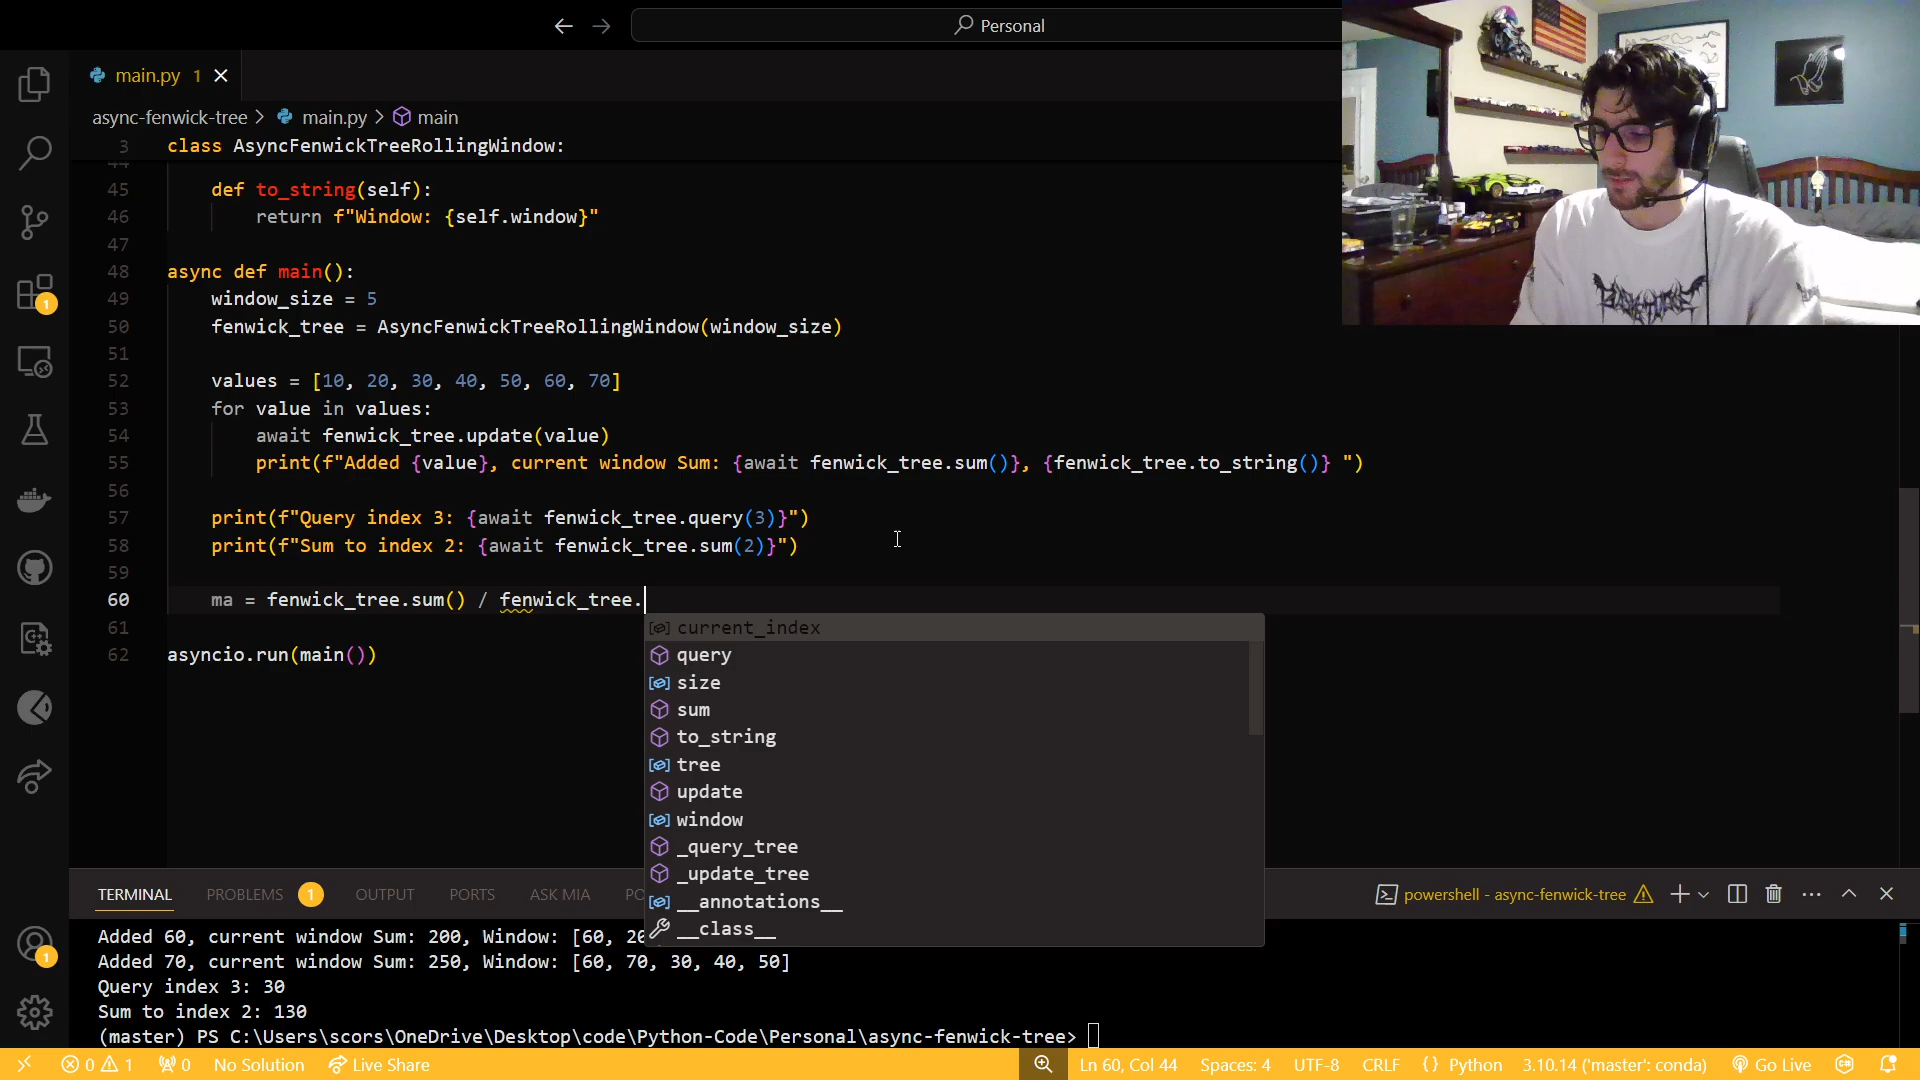 Personal
main.py 1
async-fenwick-tree > main.py > main
3 class AsyncFenwickTreeRollingWindow:
44
45 def to_string(self):
46 return f"Window: {self.window}"
47
48 async def main():
49 window_size = 5
50 fenwick_tree = AsyncFenwickTreeRollingWindow(window_size)
51
52 values = [10, 20, 30, 40, 50, 60, 70]
53 for value in values:
54 await fenwick_tree.update(value)
55 print(f"Added {value}, current window Sum: {await fenwick_tree.sum()}, {fenwick_tree.to_string()} ")
56
57 print(f"Query index 3: {await fenwick_tree.query(3)}")
58 print(f"Sum to index 2: {await fenwick_tree.sum(2)}")
59
60 ma = fenwick_tree.sum() / fenwick_tree.
61
62 asyncio.run(main())
current_index
query
size
sum
to_string
tree
update
window
_query_tree
_update_tree
__annotations__
__class__
TERMINAL PROBLEMS 1 OUTPUT PORTS ASK MIA PO
powershell - async-fenwick-tree
Added 60, current window Sum: 200, Window: [60, 20
Added 70, current window Sum: 250, Window: [60, 70, 30, 40, 50]
Query index 3: 30
Sum to index 2: 130
(master) PS C:\Users\scors\OneDrive\Desktop\code\Python-Code\Personal\async-fenwick-tree>
0 1 0 No Solution Live Share Ln 60, Col 44 Spaces: 4 UTF-8 CRLF {} Python 3.10.14 ('master': conda) Go Live